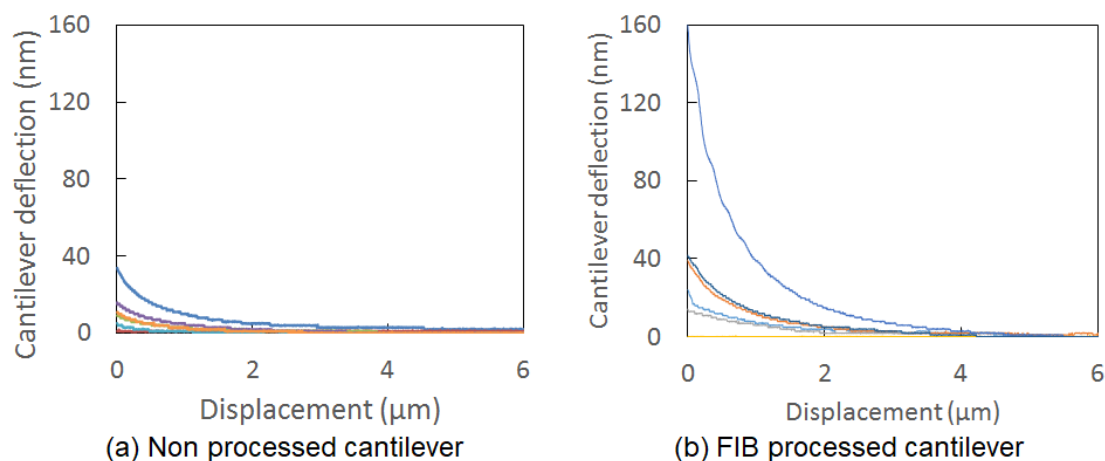 Cantilever deflection (nm)
160
120
80
40
0
0 2 4 6
Displacement (μm)
(a) Non processed cantilever
Cantilever deflection (nm)
160
120
80
40
0
0 2 4 6
Displacement (μm)
(b) FIB processed cantilever